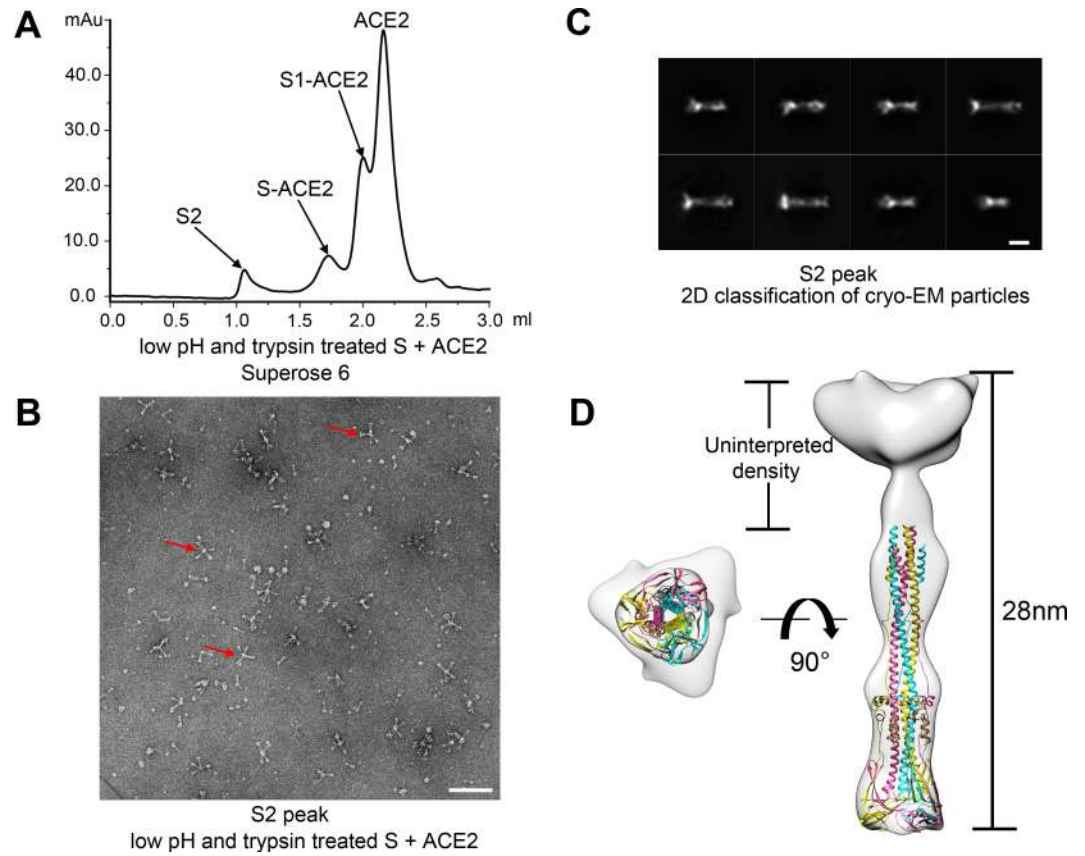 A
mAu
40.0
30.0
20.0
10.0
0.0
ACE2
S1-ACE2
S-ACE2
S2
0.0 0.5 1.0 1.5 2.0 2.5 3.0 ml
low pH and trypsin treated S + ACE2
Superose 6
B
S2 peak
low pH and trypsin treated S + ACE2
C
S2 peak
2D classification of cryo-EM particles
D
Uninterpreted
density
90°
28nm